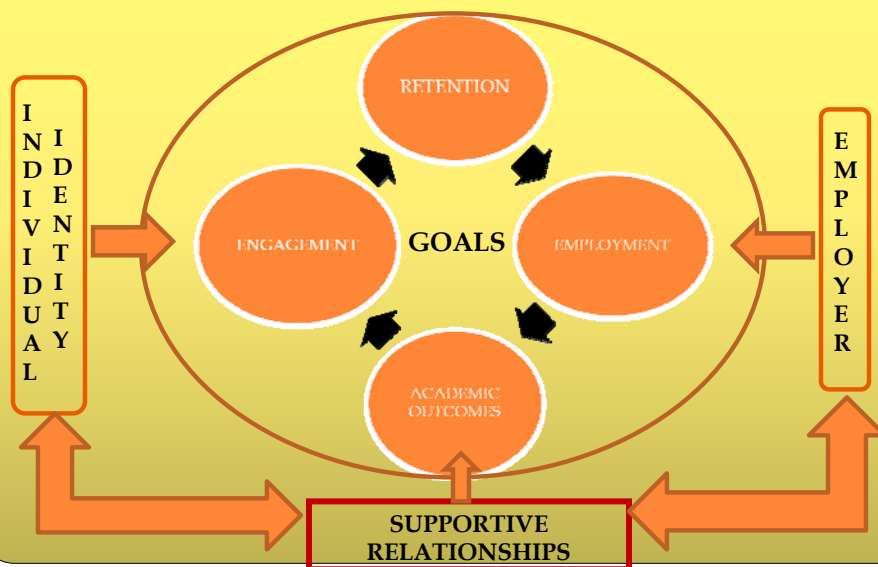 RETENTION
INDIVIDUAL
IDENTITY
ENGAGEMENT
GOALS
EMPLOYMENT
EMPLOYER
ACADEMIC
OUTCOMES
SUPPORTIVE
RELATIONSHIPS